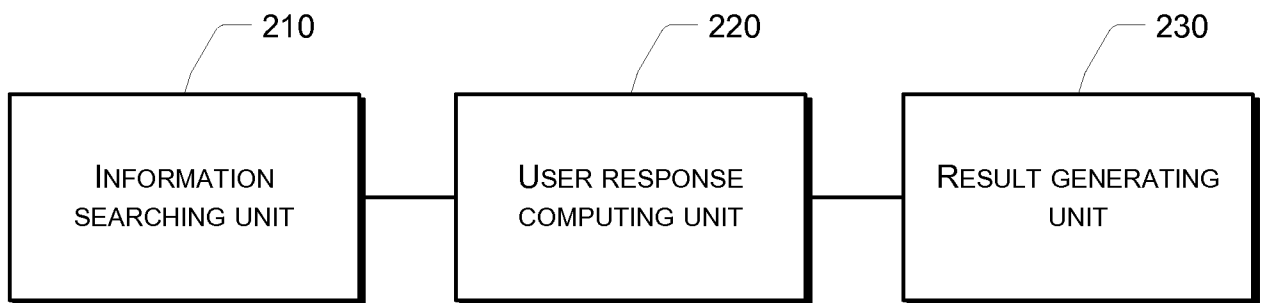 210
220
230
INFORMATION
SEARCHING UNIT
USER RESPONSE
COMPUTING UNIT
RESULT GENERATING
UNIT